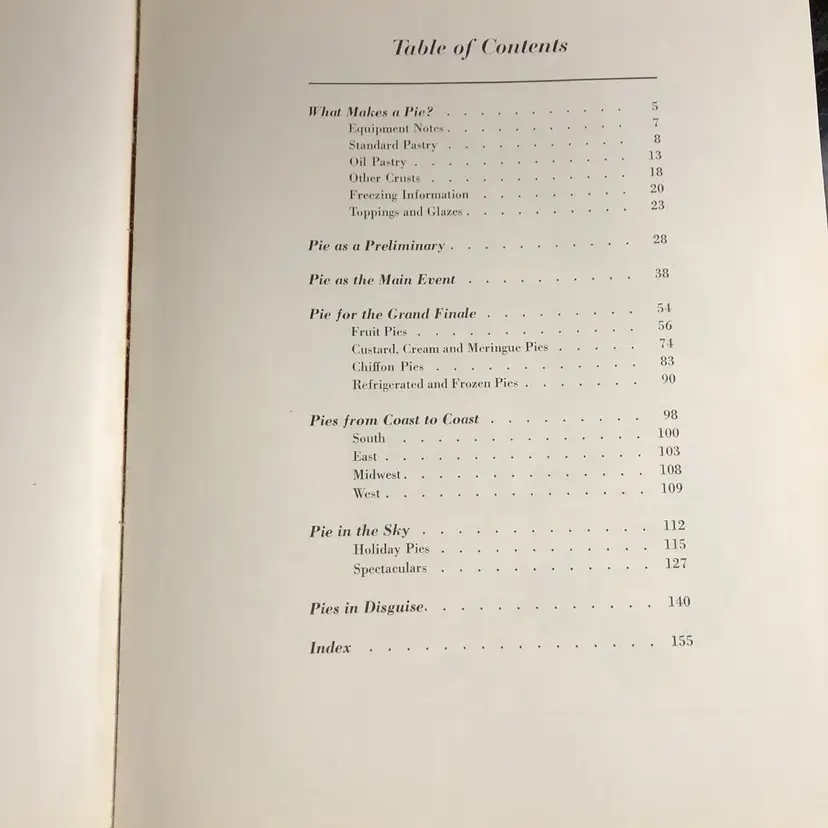 Table of Contents
What Makes a Pie? . . . . . . . . . . . 5
Equipment Notes . . . . . . . . . . . 7
Standard Pastry . . . . . . . . . . . 8
Oil Pastry . . . . . . . . . . . . . 13
Other Crusts . . . . . . . . . . . . 18
Freezing Information . . . . . . . . . 20
Toppings and Glazes . . . . . . . . . . 23
Pie as a Preliminary . . . . . . . . . . . 28
Pie as the Main Event . . . . . . . . . . 38
Pie for the Grand Finale . . . . . . . . . 54
Fruit Pies . . . . . . . . . . . . . 56
Custard, Cream and Meringue Pies . . . . . 74
Chiffon Pies . . . . . . . . . . . . 83
Refrigerated and Frozen Pies . . . . . . . 90
Pies from Coast to Coast . . . . . . . . . 98
South . . . . . . . . . . . . . . 100
East . . . . . . . . . . . . . . . 103
Midwest . . . . . . . . . . . . . . 108
West . . . . . . . . . . . . . . . 109
Pie in the Sky . . . . . . . . . . . . . 112
Holiday Pies . . . . . . . . . . . . 115
Spectaculars . . . . . . . . . . . . 127
Pies in Disguise . . . . . . . . . . . . . 140
Index . . . . . . . . . . . . . . . . 155